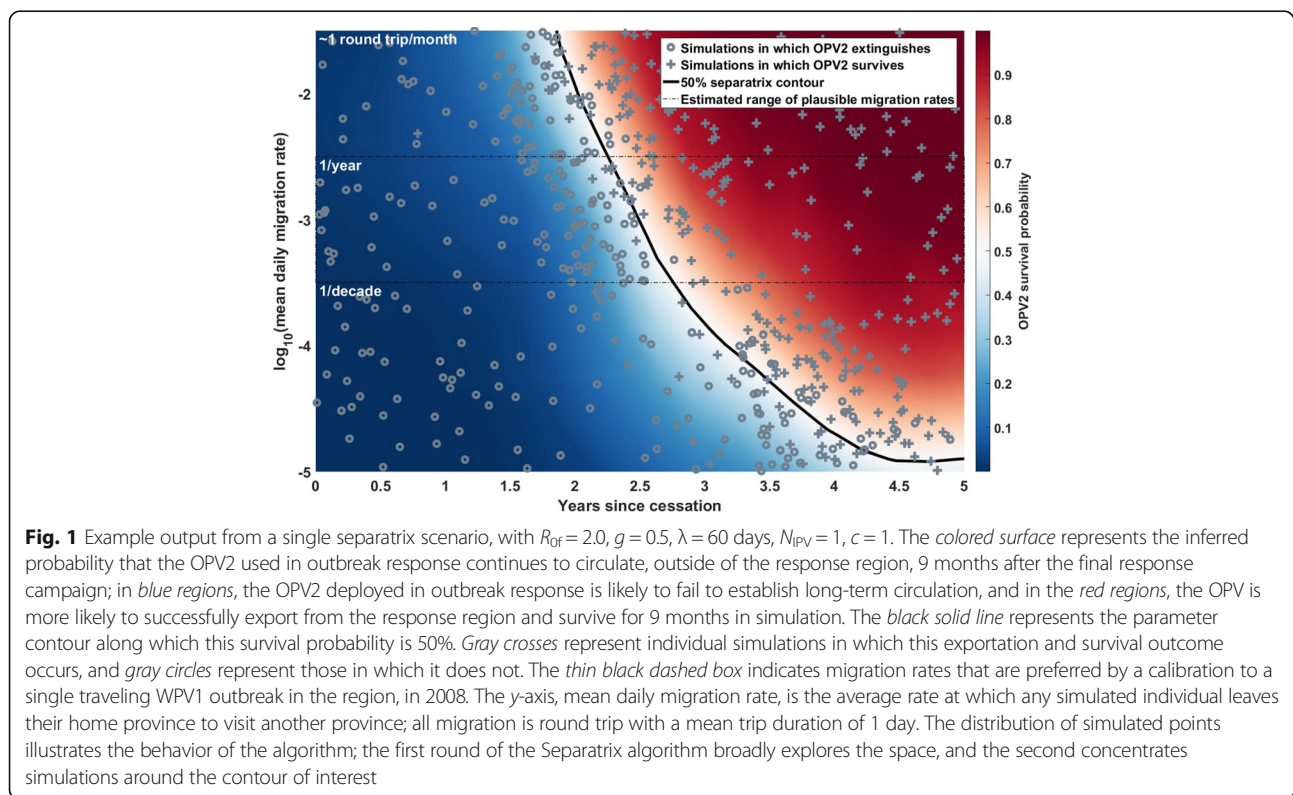 ~1 round trip/month
Simulations in which OPV2 extinguishes
Simulations in which OPV2 survives
50% separatrix contour
Estimated range of plausible migration rates
1/year
1/decade
log10(mean daily migration rate)
-2
-3
-4
-5
0 0.5 1 1.5 2 2.5 3 3.5 4 4.5 5
Years since cessation
0.9
0.8
0.7
0.6
0.5
0.4
0.3
0.2
0.1
OPV2 survival probability
Fig. 1 Example output from a single separatrix scenario, with R0f = 2.0, g = 0.5, λ = 60 days, NIPV = 1, c = 1. The colored surface represents the inferred
probability that the OPV2 used in outbreak response continues to circulate, outside of the response region, 9 months after the final response
campaign; in blue regions, the OPV2 deployed in outbreak response is likely to fail to establish long-term circulation, and in the red regions, the OPV is
more likely to successfully export from the response region and survive for 9 months in simulation. The black solid line represents the parameter
contour along which this survival probability is 50%. Gray crosses represent individual simulations in which this exportation and survival outcome
occurs, and gray circles represent those in which it does not. The thin black dashed box indicates migration rates that are preferred by a calibration to a
single traveling WPV1 outbreak in the region, in 2008. The y-axis, mean daily migration rate, is the average rate at which any simulated individual leaves
their home province to visit another province; all migration is round trip with a mean trip duration of 1 day. The distribution of simulated points
illustrates the behavior of the algorithm; the first round of the Separatrix algorithm broadly explores the space, and the second concentrates
simulations around the contour of interest